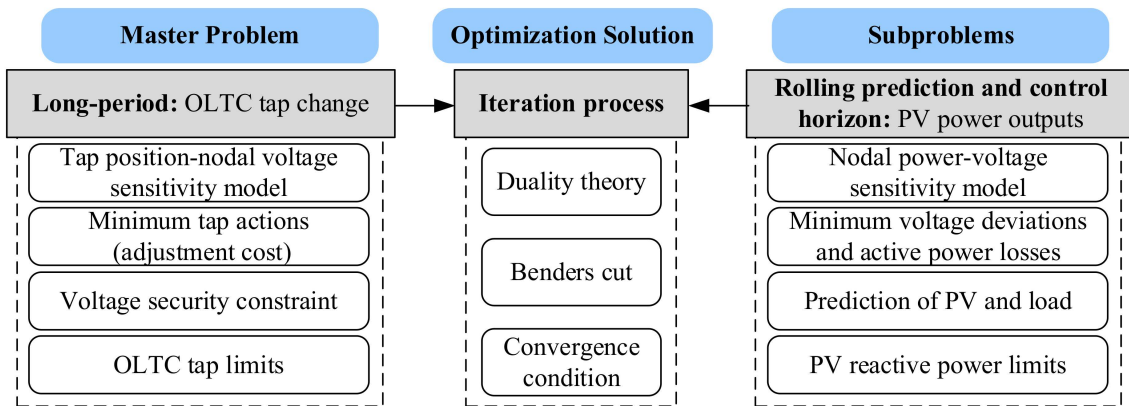 Master Problem
Long-period: OLTC tap change
Tap position-nodal voltage
sensitivity model
Minimum tap actions
(adjustment cost)
Voltage security constraint
OLTC tap limits
Optimization Solution
Iteration process
Duality theory
Benders cut
Convergence
condition
Subproblems
Rolling prediction and control
horizon: PV power outputs
Nodal power-voltage
sensitivity model
Minimum voltage deviations
and active power losses
Prediction of PV and load
PV reactive power limits